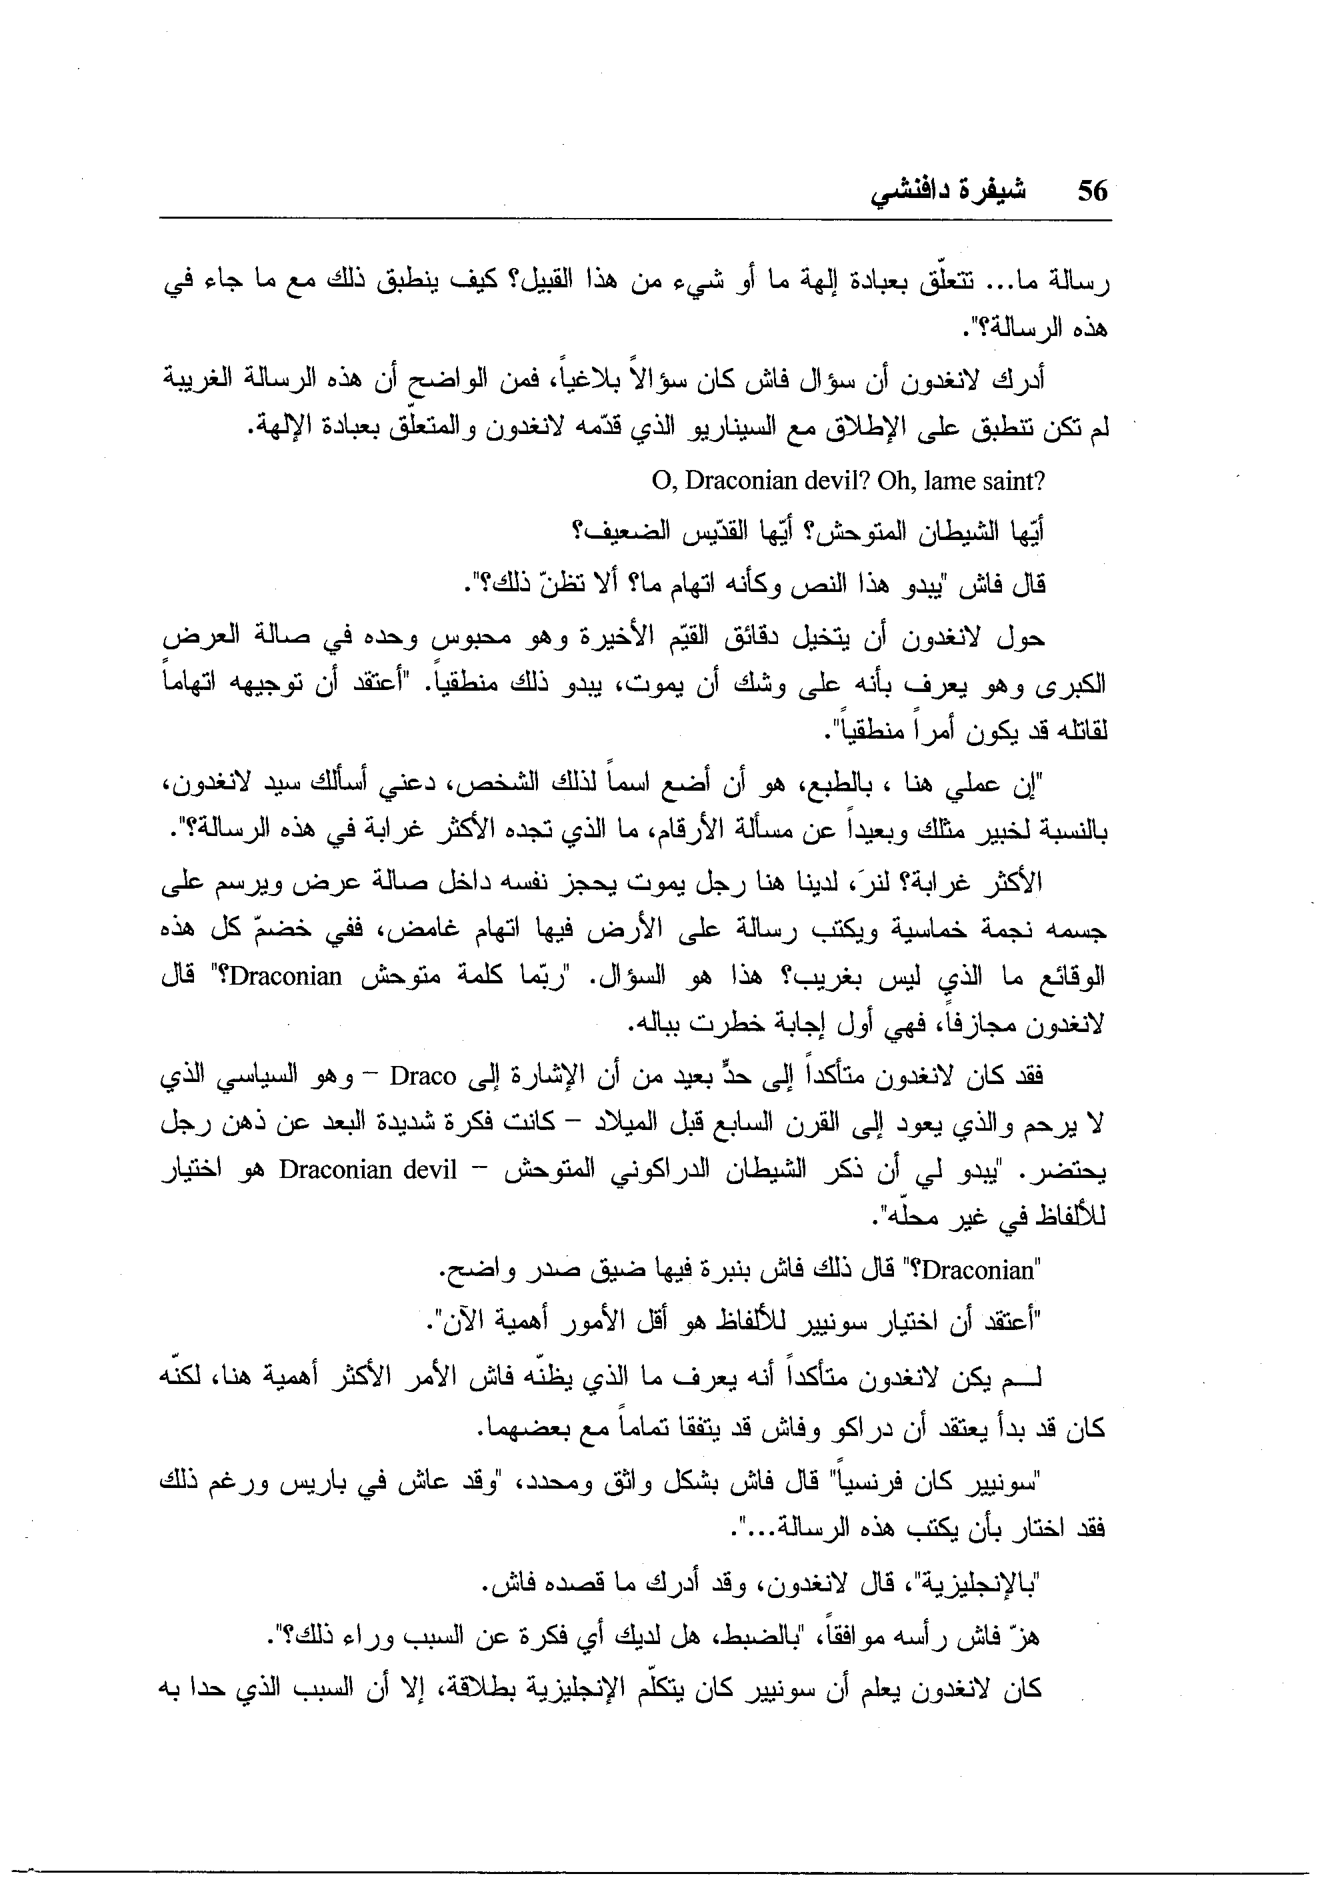 56 شيفرة دافنشي
رسالة ما... تتعلّق بعبادة إلهة ما أو شيء من هذا القبيل؟ كيف ينطبق ذلك مع ما جاء في
هذه الرسالة؟".
أدرك لانغدون أن سؤال فاش كان سؤالاً بلاغياً، فمن الواضح أن هذه الرسالة الغريبة
لم تكن تتطبق على الإطلاق مع السيناريو الذي قدّمه لانغدون والمتعلّق بعبادة الإلهة.
O, Draconian devil? Oh, lame saint?
أيّها الشيطان المتوحش؟ أيّها القدّيس الضعيف؟
قال فاش "يبدو هذا النص وكأنه اتهام ما؟ ألا تظنّ ذلك؟".
حول لانغدون أن يتخيل دقائق القيّم الأخيرة وهو محبوس وحده في صالة العرض
الكبرى وهو يعرف بأنه على وشك أن يموت، يبدو ذلك منطقياً. "أعتقد أن توجيهه اتهاماً
لقاتله قد يكون أمراً منطقياً".
"إن عملي هنا ، بالطبع، هو أن أضع اسماً لذلك الشخص، دعني أسألك سيد لانغدون،
بالنسبة لخبير مثلك وبعيداً عن مسألة الأرقام، ما الذي تجده الأكثر غرابة في هذه الرسالة؟".
الأكثر غرابة؟ لنرَ، لدينا هنا رجل يموت يحجز نفسه داخل صالة عرض ويرسم على
جسمه نجمة خماسية ويكتب رسالة على الأرض فيها اتهام غامض، ففي خضمّ كل هذه
الوقائع ما الذي ليس بغريب؟ هذا هو السؤال. "ربّما كلمة متوحش Draconian؟" قال
لانغدون مجازفاً، فهي أول إجابة خطرت بباله.
فقد كان لانغدون متأكداً إلى حدٍّ بعيد من أن الإشارة إلى Draco – وهو السياسي الذي
لا يرحم والذي يعود إلى القرن السابع قبل الميلاد – كانت فكرة شديدة البعد عن ذهن رجل
يحتضر. "يبدو لي أن ذكر الشيطان الدراكوني المتوحش – Draconian devil هو اختيار
للألفاظ في غير محلّه".
"Draconian؟" قال ذلك فاش بنبرة فيها ضيق صدر واضح.
"أعتقد أن اختيار سونيير للألفاظ هو أقل الأمور أهمية الآن".
لـم يكن لانغدون متأكداً أنه يعرف ما الذي يظنّه فاش الأمر الأكثر أهمية هنا، لكنّه
كان قد بدأ يعتقد أن دراكو وفاش قد يتفقا تماماً مع بعضهما.
"سونيير كان فرنسياً" قال فاش بشكل واثق ومحدد، "وقد عاش في باريس ورغم ذلك
فقد اختار بأن يكتب هذه الرسالة...".
"بالإنجليزية"، قال لانغدون، وقد أدرك ما قصده فاش.
هزّ فاش رأسه موافقاً، "بالضبط، هل لديك أي فكرة عن السبب وراء ذلك؟".
كان لانغدون يعلم أن سونيير كان يتكلّم الإنجليزية بطلاقة، إلا أن السبب الذي حدا به